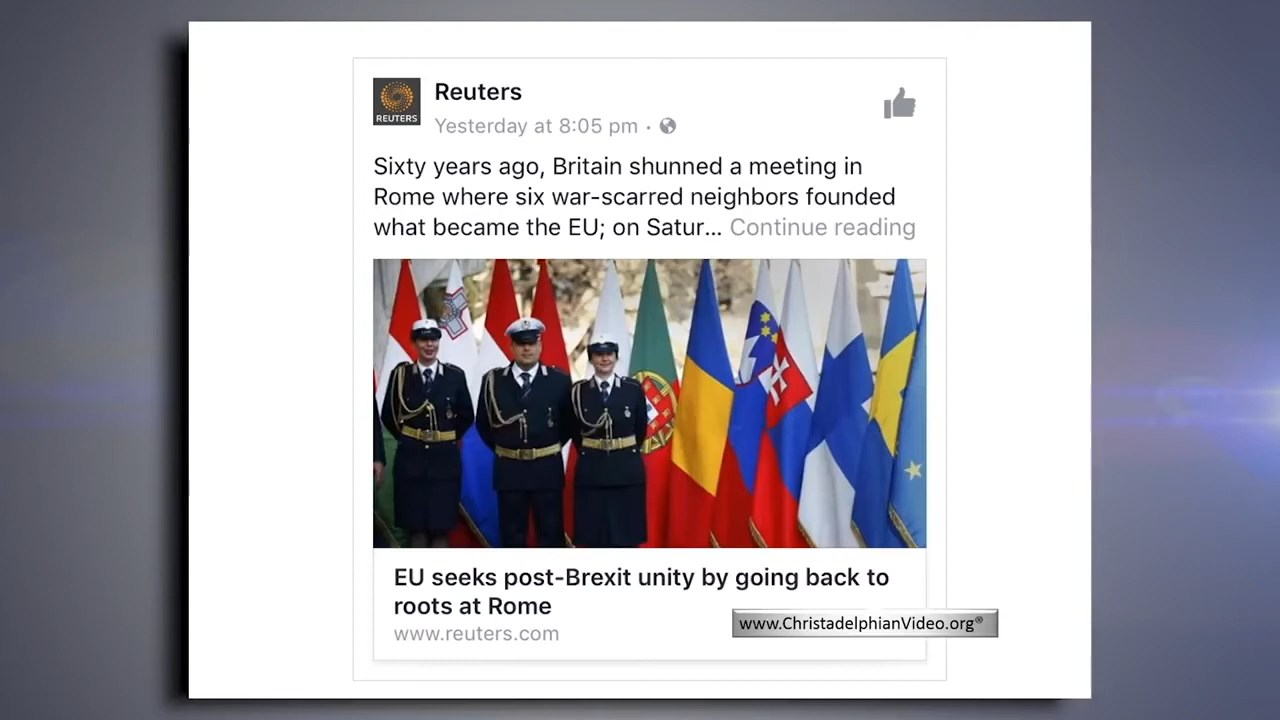 Reuters
REUTERS
Yesterday at 8:05 pm ·
Sixty years ago, Britain shunned a meeting in
Rome where six war-scarred neighbors founded
what became the EU; on Satur... Continue reading
EU seeks post-Brexit unity by going back to
roots at Rome
www.reuters.com
www.ChristadelphianVideo.org®